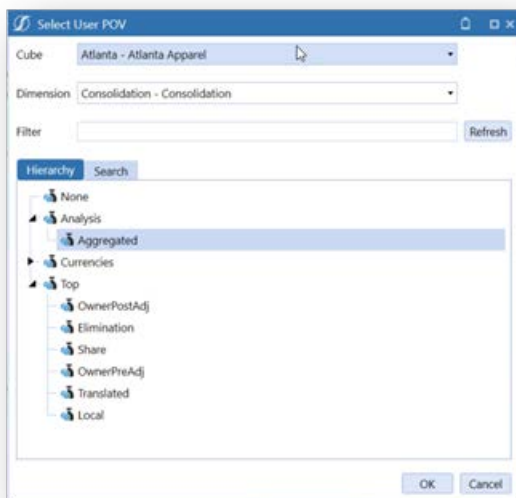 Select User POV
Cube Atlanta - Atlanta Apparel
Dimension Consolidation - Consolidation
Filter Refresh
Hierarchy Search
None
Analysis
Aggregated
Currencies
Top
OwnerPostAdj
Elimination
Share
OwnerPreAdj
Translated
Local
OK Cancel